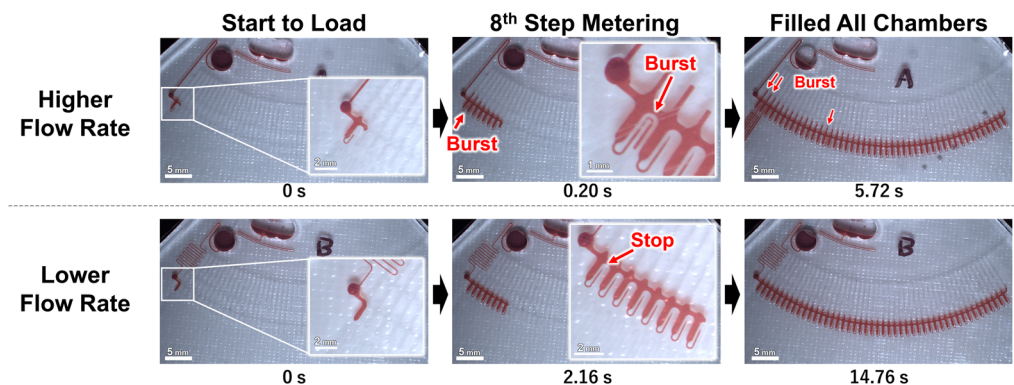 Start to Load
8th Step Metering
Filled All Chambers
Higher
Flow Rate
5 mm
2 mm
0 s
Burst
Burst
5 mm
1 mm
0.20 s
Burst
A
5 mm
5.72 s
Lower
Flow Rate
B
5 mm
2 mm
0 s
Stop
5 mm
2 mm
2.16 s
B
5 mm
14.76 s